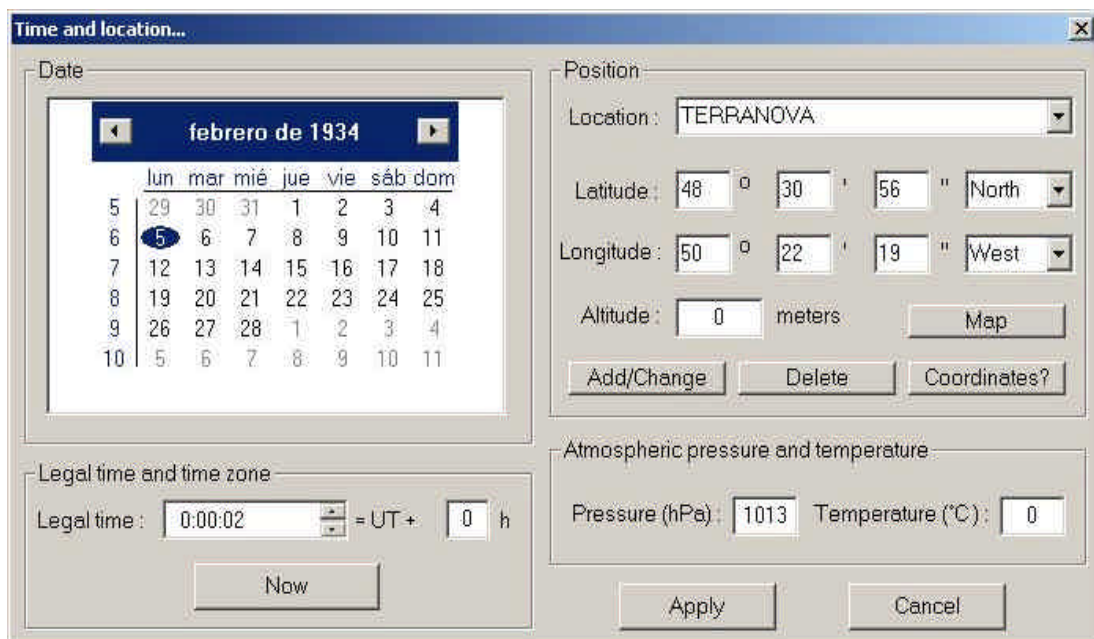 Time and location...
Date
febrero de 1934
lun mar mié jue vie sáb dom
5 29 30 31 1 2 3 4
6 5 6 7 8 9 10 11
7 12 13 14 15 16 17 18
8 19 20 21 22 23 24 25
9 26 27 28 1 2 3 4
10 5 6 7 8 9 10 11
Legal time and time zone
Legal time : 0:00:02 = UT + 0 h
Now
Position
Location : TERRANOVA
Latitude : 48 º 30 ' 56 " North
Longitude : 50 º 22 ' 19 " West
Altitude : 0 meters Map
Add/Change Delete Coordinates?
Atmospheric pressure and temperature
Pressure (hPa) : 1013 Temperature (°C) : 0
Apply Cancel